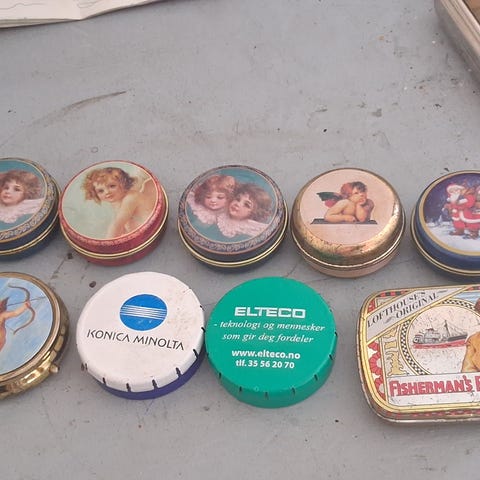 KONICA MINOLTA
ELTECO
- teknologi og mennesker
som gir deg fordeler
www.elteco.no
tlf. 35 56 20 70
LOFTHOUSE'S
ORIGINAL
FISHERMAN'S